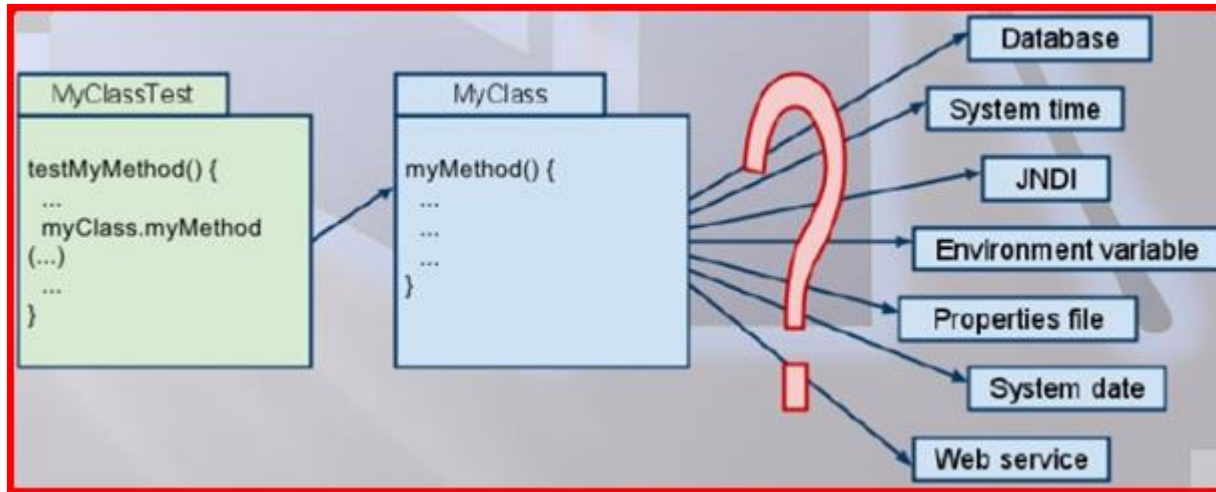 MyClassTest
testMyMethod() {
...
myClass.myMethod
(...)
...
}
MyClass
myMethod() {
...
...
...
}
?
Database
System time
JNDI
Environment variable
Properties file
System date
Web service